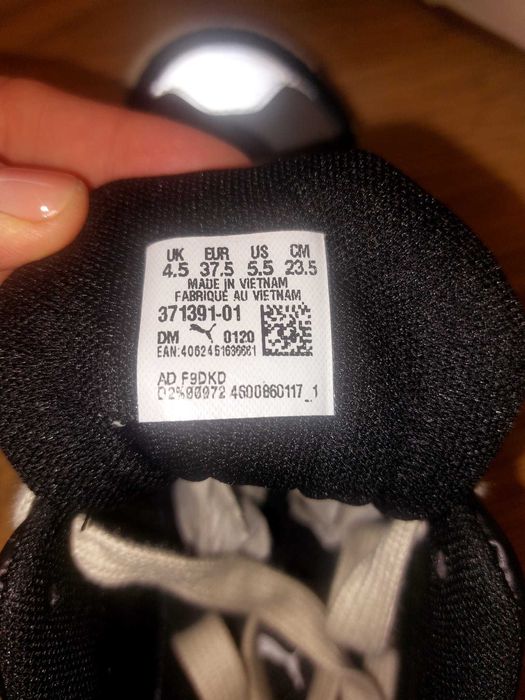 UK EUR US CM
4.5 37.5 5.5 23.5
MADE IN VIETNAM
FABRIQUÉ AU VIETNAM
371391-01
DM 0120
AD F9DKD